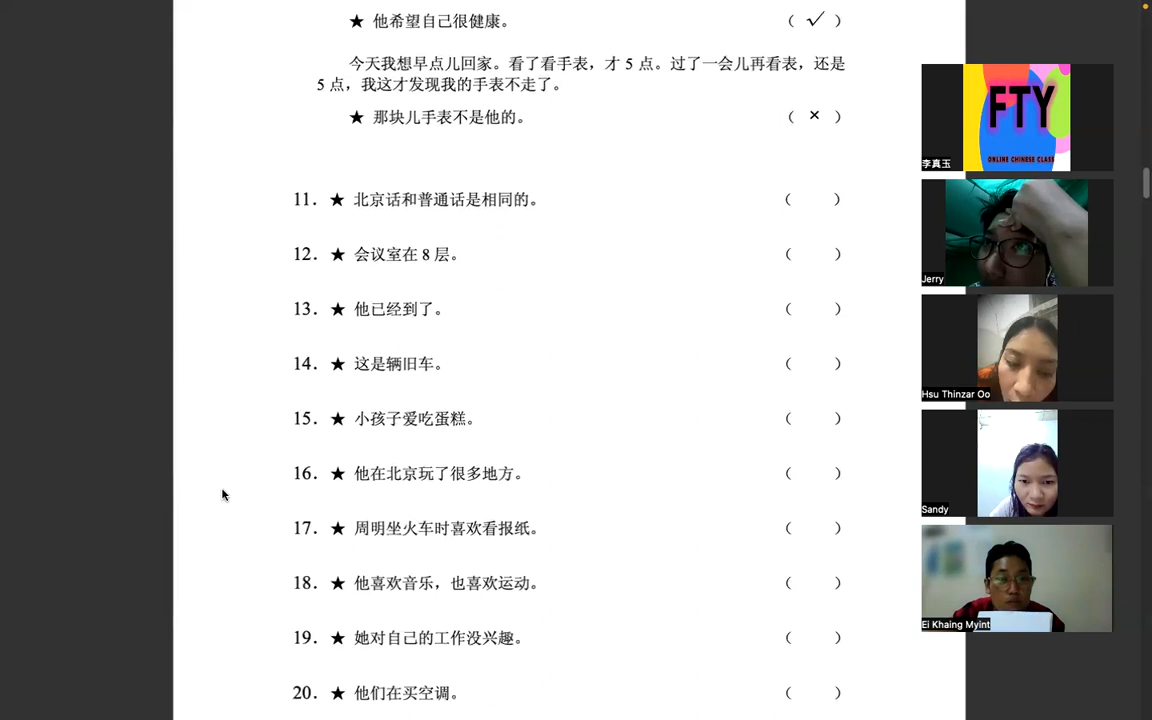 ★ 他希望自己很健康。 （ ✓ ）
今天我想早点儿回家。看了看手表，才 5 点。过了一会儿再看表，还是
5 点，我这才发现我的手表不走了。
★ 那块儿手表不是他的。 （ × ）
11. ★ 北京话和普通话是相同的。 （ ）
12. ★ 会议室在 8 层。 （ ）
13. ★ 他已经到了。 （ ）
14. ★ 这是辆旧车。 （ ）
15. ★ 小孩子爱吃蛋糕。 （ ）
16. ★ 他在北京玩了很多地方。 （ ）
17. ★ 周明坐火车时喜欢看报纸。 （ ）
18. ★ 他喜欢音乐，也喜欢运动。 （ ）
19. ★ 她对自己的工作没兴趣。 （ ）
20. ★ 他们在买空调。 （ ）
FTY
ONLINE CHINESE CLASS
李真玉
Jerry
Hsu Thinzar Oo
Sandy
Ei Khaing Myint